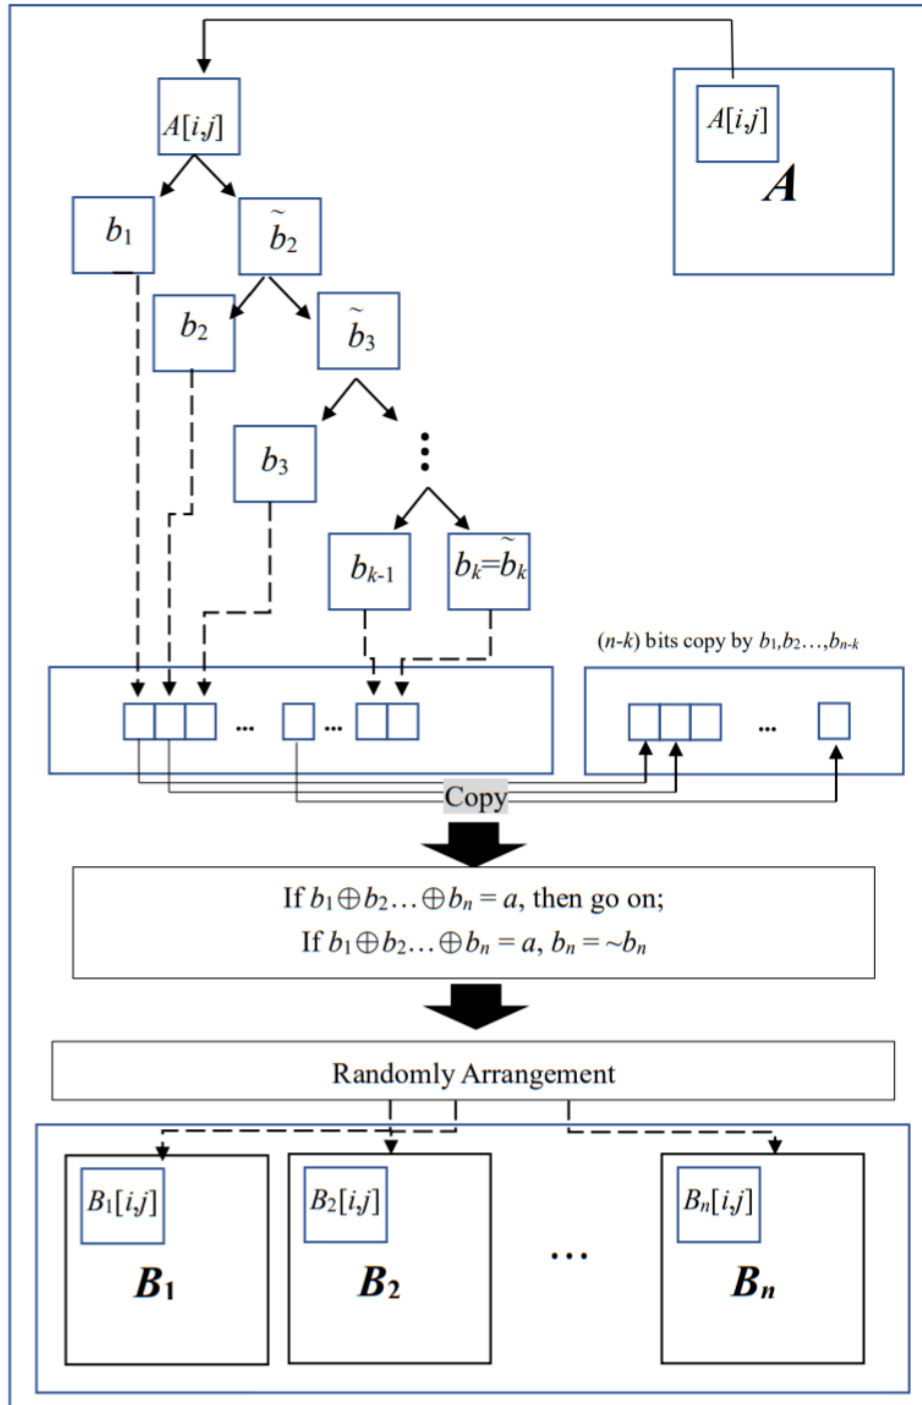 A[i,j]
A[i,j]
A
b₁
b̃₂
b₂
b̃₃
b₃
⋮
bₖ₋₁
bₖ=b̃ₖ
(n-k) bits copy by b₁,b₂…,bₙ₋ₖ
... ...
...
Copy
If b₁⊕b₂…⊕bₙ = a, then go on;
If b₁⊕b₂…⊕bₙ = a, bₙ = ~bₙ
Randomly Arrangement
B₁[i,j]
B₂[i,j]
Bₙ[i,j]
…
B₁
B₂
Bₙ